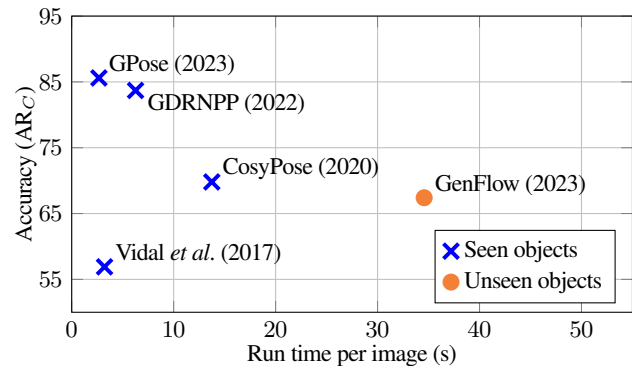 95
85
75
65
55
Accuracy (AR_C)
GPose (2023)
GDRNPP (2022)
CosyPose (2020)
GenFlow (2023)
Vidal et al. (2017)
Seen objects
Unseen objects
0 10 20 30 40 50
Run time per image (s)